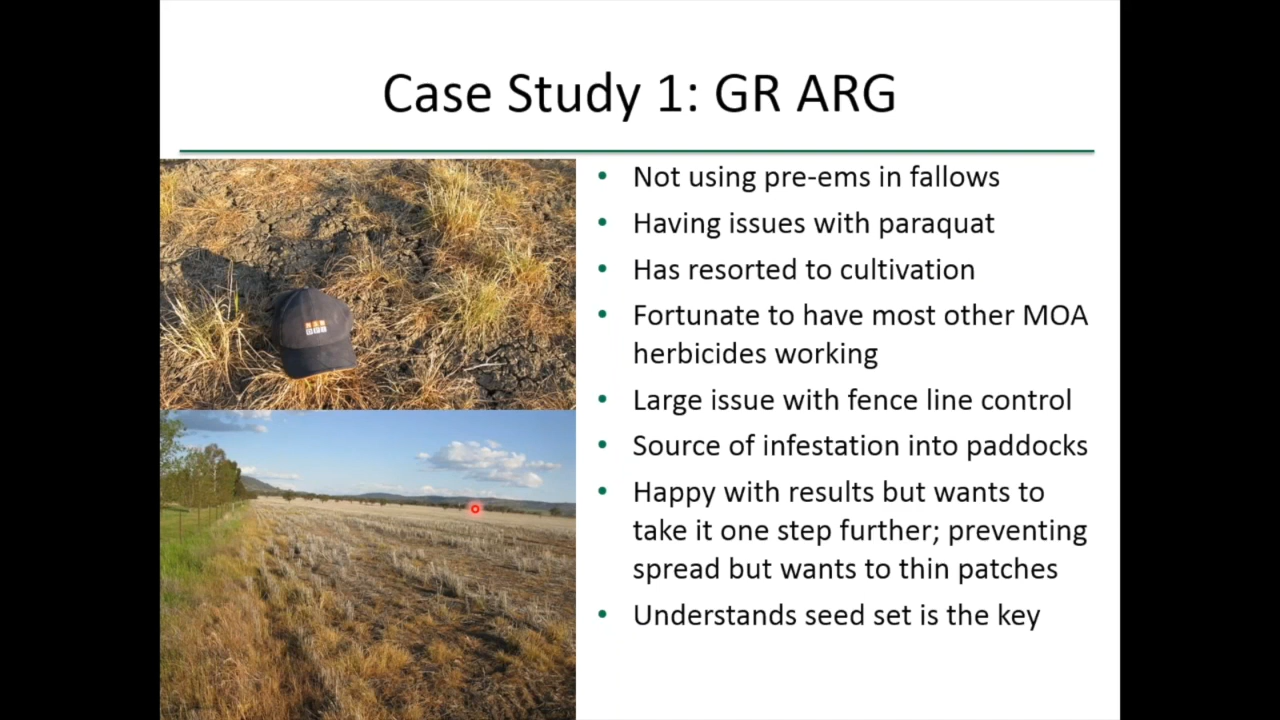 Case Study 1: GR ARG
Not using pre-ems in fallows
Having issues with paraquat
Has resorted to cultivation
Fortunate to have most other MOA
herbicides working
Large issue with fence line control
Source of infestation into paddocks
Happy with results but wants to
take it one step further; preventing
spread but wants to thin patches
Understands seed set is the key